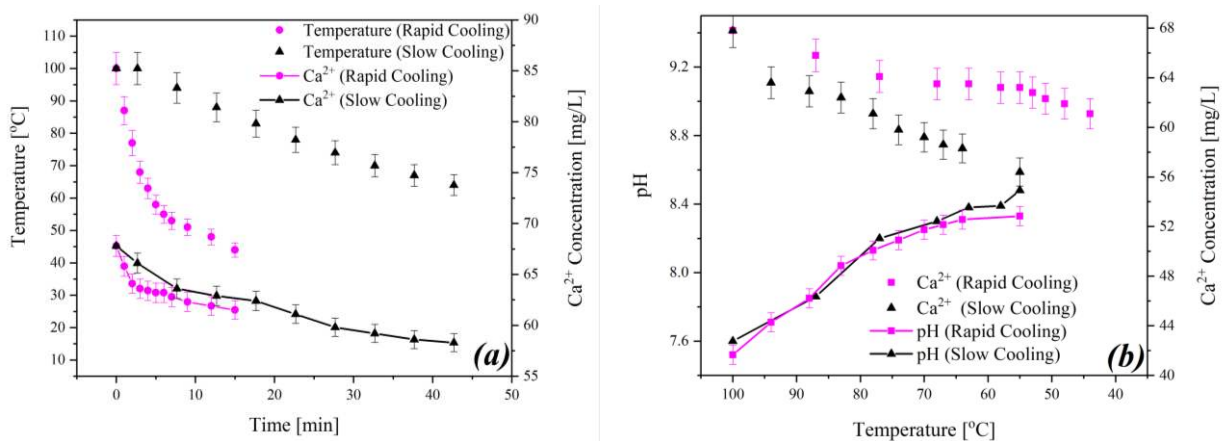 110
100
90
80
70
60
50
40
30
20
10
Temperature [°C]
0
10
20
30
40
50
Time [min]
90
85
80
75
70
65
60
55
Ca²⁺ Concentration [mg/L]
Temperature (Rapid Cooling)
Temperature (Slow Cooling)
Ca²⁺ (Rapid Cooling)
Ca²⁺ (Slow Cooling)
(a)
9.2
8.8
8.4
8.0
7.6
pH
100
90
80
70
60
50
40
Temperature [°C]
68
64
60
56
52
48
44
40
Ca²⁺ Concentration [mg/L]
Ca²⁺ (Rapid Cooling)
Ca²⁺ (Slow Cooling)
pH (Rapid Cooling)
pH (Slow Cooling)
(b)